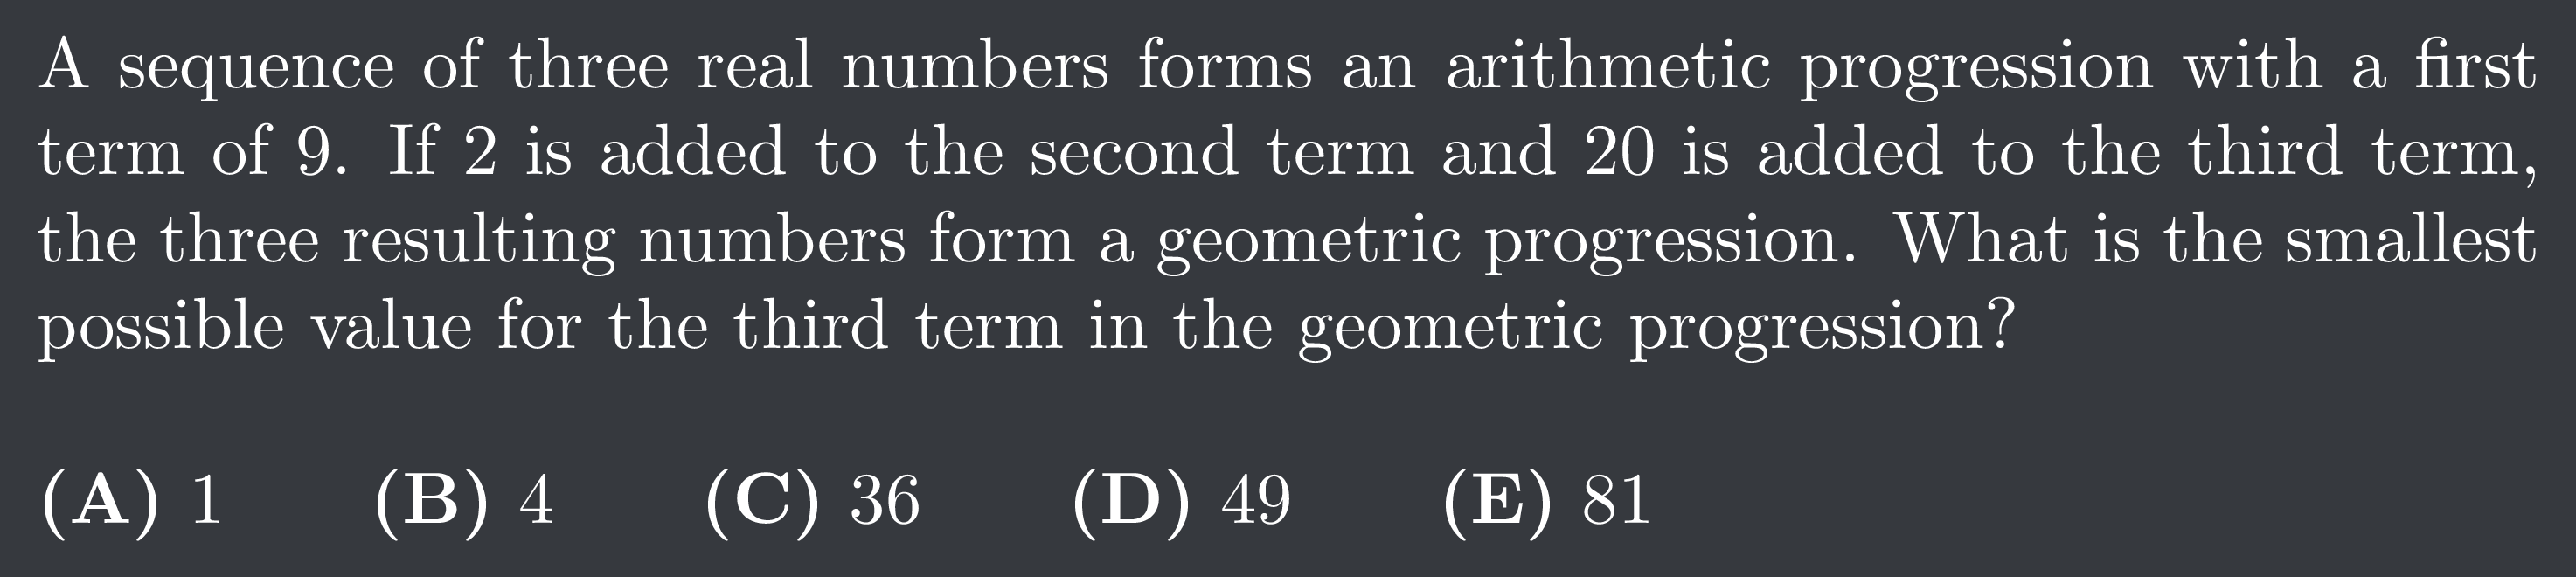 A sequence of three real numbers forms an arithmetic progression with a first
term of 9. If 2 is added to the second term and 20 is added to the third term,
the three resulting numbers form a geometric progression. What is the smallest
possible value for the third term in the geometric progression?
(A) 1 (B) 4 (C) 36 (D) 49 (E) 81